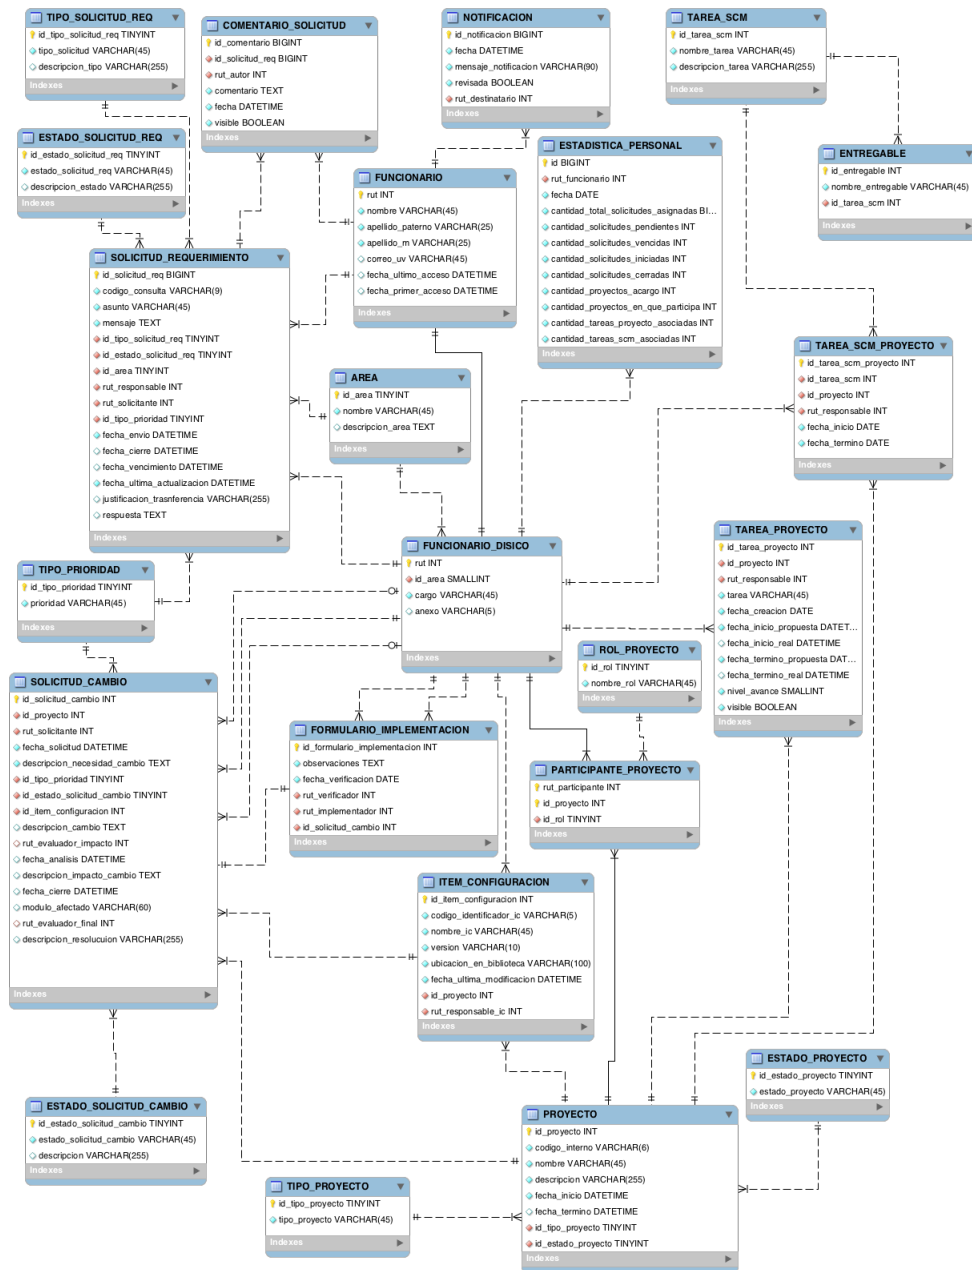 TIPO_SOLICITUD_REQ
id_tipo_solicitud_req TINYINT
tipo_solicitud VARCHAR(45)
descripcion_tipo VARCHAR(255)
Indexes
COMENTARIO_SOLICITUD
id_comentario BIGINT
id_solicitud_req BIGINT
rut_autor INT
comentario TEXT
fecha DATETIME
visible BOOLEAN
Indexes
NOTIFICACION
id_notificacion BIGINT
fecha DATETIME
mensaje_notificacion VARCHAR(90)
revisada BOOLEAN
rut_destinatario INT
Indexes
TAREA_SCM
id_tarea_scm INT
nombre_tarea VARCHAR(45)
descripcion_tarea VARCHAR(255)
Indexes
ESTADO_SOLICITUD_REQ
id_estado_solicitud_req TINYINT
estado_solicitud_req VARCHAR(45)
descripcion_estado VARCHAR(255)
Indexes
FUNCIONARIO
rut INT
nombre VARCHAR(45)
apellido_paterno VARCHAR(25)
apellido_m VARCHAR(25)
correo_uv VARCHAR(45)
fecha_ultimo_acceso DATETIME
fecha_primer_acceso DATETIME
Indexes
ESTADISTICA_PERSONAL
id BIGINT
rut_funcionario INT
fecha DATE
cantidad_total_solicitudes_asignadas BI...
cantidad_solicitudes_pendientes INT
cantidad_solicitudes_vencidas INT
cantidad_solicitudes_iniciadas INT
cantidad_solicitudes_cerradas INT
cantidad_proyectos_acargo INT
cantidad_proyectos_en_que_participa INT
cantidad_tareas_proyecto_asociadas INT
cantidad_tareas_scm_asociadas INT
Indexes
ENTREGABLE
id_entregable INT
nombre_entregable VARCHAR(45)
id_tarea_scm INT
Indexes
SOLICITUD_REQUERIMIENTO
id_solicitud_req BIGINT
codigo_consulta VARCHAR(9)
asunto VARCHAR(45)
mensaje TEXT
id_tipo_solicitud_req TINYINT
id_estado_solicitud_req TINYINT
id_area TINYINT
rut_responsable INT
rut_solicitante INT
id_tipo_prioridad TINYINT
fecha_envio DATETIME
fecha_cierre DATETIME
fecha_vencimiento DATETIME
fecha_ultima_actualizacion DATETIME
justificacion_trasnferencia VARCHAR(255)
respuesta TEXT
Indexes
AREA
id_area TINYINT
nombre VARCHAR(45)
descripcion_area TEXT
Indexes
TAREA_SCM_PROYECTO
id_tarea_scm_proyecto INT
id_tarea_scm INT
id_proyecto INT
rut_responsable INT
fecha_inicio DATE
fecha_termino DATE
Indexes
FUNCIONARIO_DISICO
rut INT
id_area SMALLINT
cargo VARCHAR(45)
anexo VARCHAR(5)
Indexes
TAREA_PROYECTO
id_tarea_proyecto INT
id_proyecto INT
rut_responsable INT
tarea VARCHAR(45)
fecha_creacion DATE
fecha_inicio_propuesta DATET...
fecha_inicio_real DATETIME
fecha_termino_propuesta DAT...
fecha_termino_real DATETIME
nivel_avance SMALLINT
visible BOOLEAN
Indexes
TIPO_PRIORIDAD
id_tipo_prioridad TINYINT
prioridad VARCHAR(45)
Indexes
ROL_PROYECTO
id_rol TINYINT
nombre_rol VARCHAR(45)
Indexes
SOLICITUD_CAMBIO
id_solicitud_cambio INT
id_proyecto INT
rut_solicitante INT
fecha_solicitud DATETIME
descripcion_necesidad_cambio TEXT
id_tipo_prioridad TINYINT
id_estado_solicitud_cambio TINYINT
id_item_configuracion INT
descripcion_cambio TEXT
rut_evaluador_impacto INT
fecha_analisis DATETIME
descripcion_impacto_cambio TEXT
fecha_cierre DATETIME
modulo_afectado VARCHAR(60)
rut_evaluador_final INT
descripcion_resolucuion VARCHAR(255)
Indexes
FORMULARIO_IMPLEMENTACION
id_formulario_implementacion INT
observaciones TEXT
fecha_verificacion DATE
rut_verificador INT
rut_implementador INT
id_solicitud_cambio INT
Indexes
PARTICIPANTE_PROYECTO
rut_participante INT
id_proyecto INT
id_rol TINYINT
Indexes
ITEM_CONFIGURACION
id_item_configuracion INT
codigo_identificador_ic VARCHAR(5)
nombre_ic VARCHAR(45)
version VARCHAR(10)
ubicacion_en_biblioteca VARCHAR(100)
fecha_ultima_modificacion DATETIME
id_proyecto INT
rut_responsable_ic INT
Indexes
ESTADO_PROYECTO
id_estado_proyecto TINYINT
estado_proyecto VARCHAR(45)
Indexes
ESTADO_SOLICITUD_CAMBIO
id_estado_solicitud_cambio TINYINT
estado_solicitud_cambio VARCHAR(45)
descripcion VARCHAR(255)
Indexes
PROYECTO
id_proyecto INT
codigo_interno VARCHAR(6)
nombre VARCHAR(45)
descripcion VARCHAR(255)
fecha_inicio DATETIME
fecha_termino DATETIME
id_tipo_proyecto TINYINT
id_estado_proyecto TINYINT
Indexes
TIPO_PROYECTO
id_tipo_proyecto TINYINT
tipo_proyecto VARCHAR(45)
Indexes